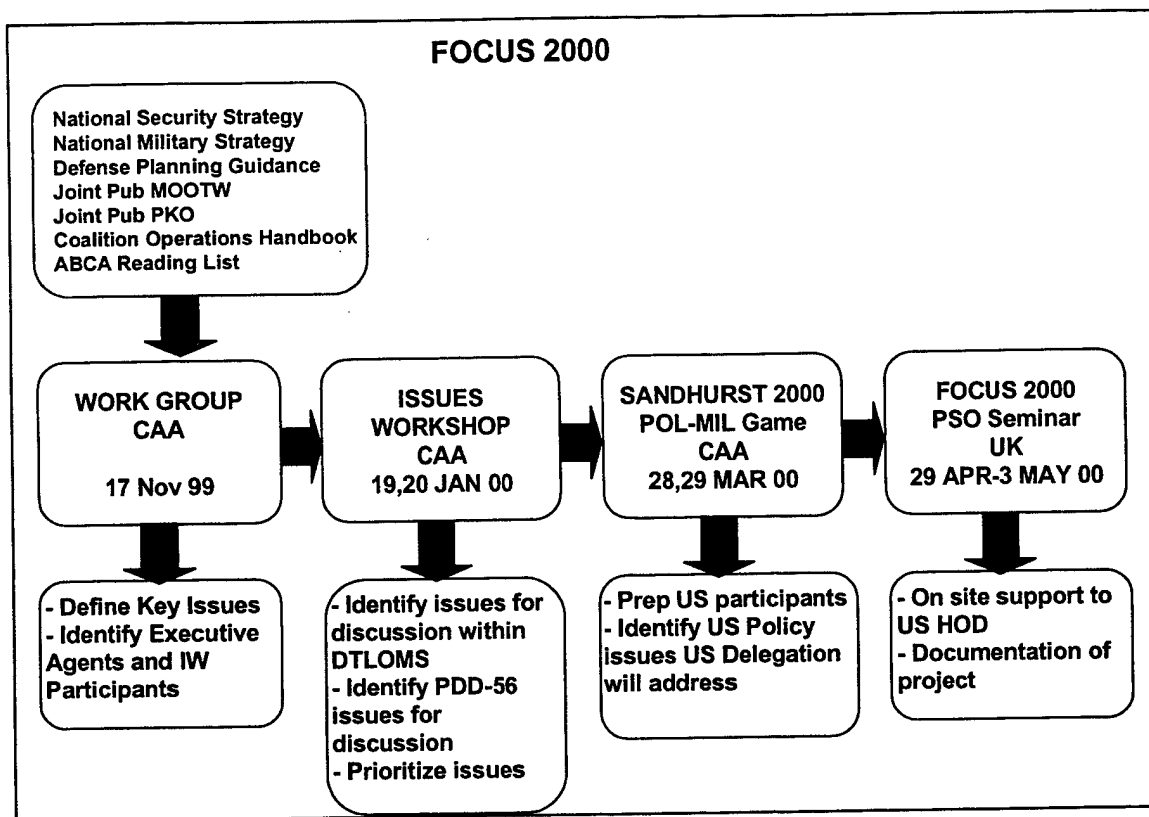 FOCUS 2000
National Security Strategy
National Military Strategy
Defense Planning Guidance
Joint Pub MOOTW
Joint Pub PKO
Coalition Operations Handbook
ABCA Reading List
WORK GROUP
CAA
17 Nov 99
ISSUES
WORKSHOP
CAA
19,20 JAN 00
SANDHURST 2000
POL-MIL Game
CAA
28,29 MAR 00
FOCUS 2000
PSO Seminar
UK
29 APR-3 MAY 00
- Define Key Issues
- Identify Executive
Agents and IW
Participants
- Identify issues for
discussion within
DTLOMS
- Identify PDD-56
issues for
discussion
- Prioritize issues
- Prep US participants
- Identify US Policy
issues US Delegation
will address
- On site support to
US HOD
- Documentation of
project